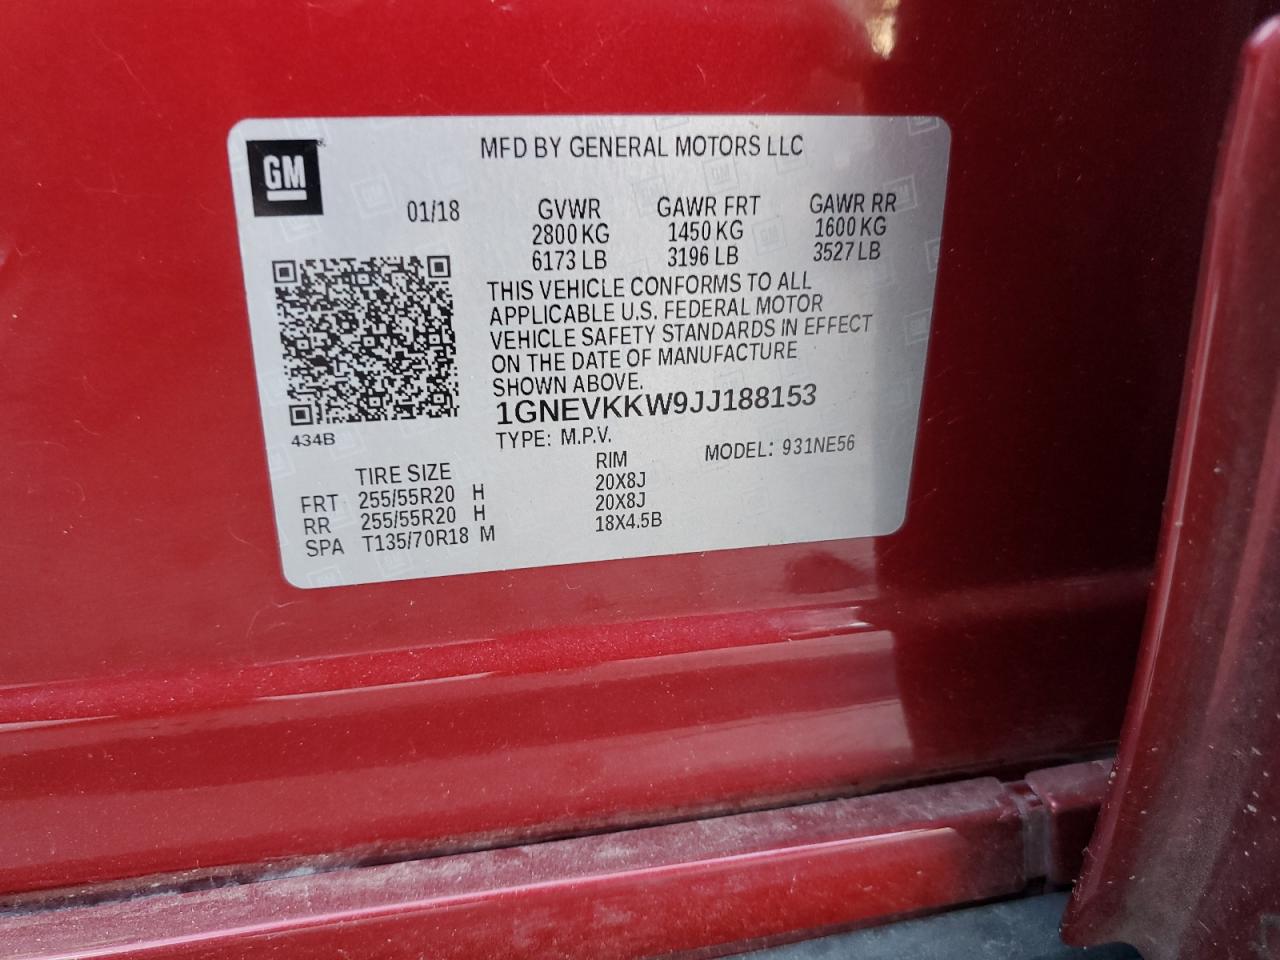 GM
MFD BY GENERAL MOTORS LLC
01/18
GVWR GAWR FRT GAWR RR
2800 KG 1450 KG 1600 KG
6173 LB 3196 LB 3527 LB
THIS VEHICLE CONFORMS TO ALL
APPLICABLE U.S. FEDERAL MOTOR
VEHICLE SAFETY STANDARDS IN EFFECT
ON THE DATE OF MANUFACTURE
SHOWN ABOVE.
1GNEVKKW9JJ188153
434B
TYPE: M.P.V.
MODEL: 931NE56
TIRE SIZE RIM
FRT 255/55R20 H 20X8J
RR 255/55R20 H 20X8J
SPA T135/70R18 M 18X4.5B